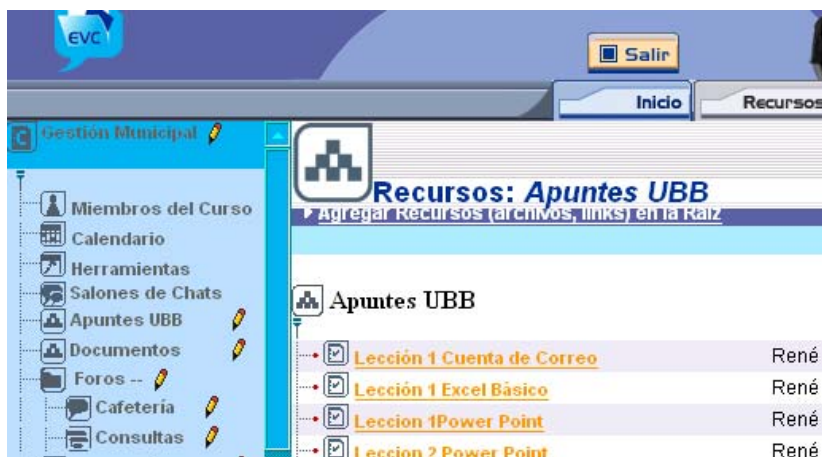 EVC
Salir
Inicio
Recursos
Gestión Municipal
Miembros del Curso
Calendario
Herramientas
Salones de Chats
Apuntes UBB
Documentos
Foros --
Cafetería
Consultas
Recursos: Apuntes UBB
Agregar Recursos (archivos, links) en la Raíz
Apuntes UBB
Lección 1 Cuenta de Correo René
Lección 1 Excel Básico René
Leccion 1Power Point René
Leccion 2 Power Point René